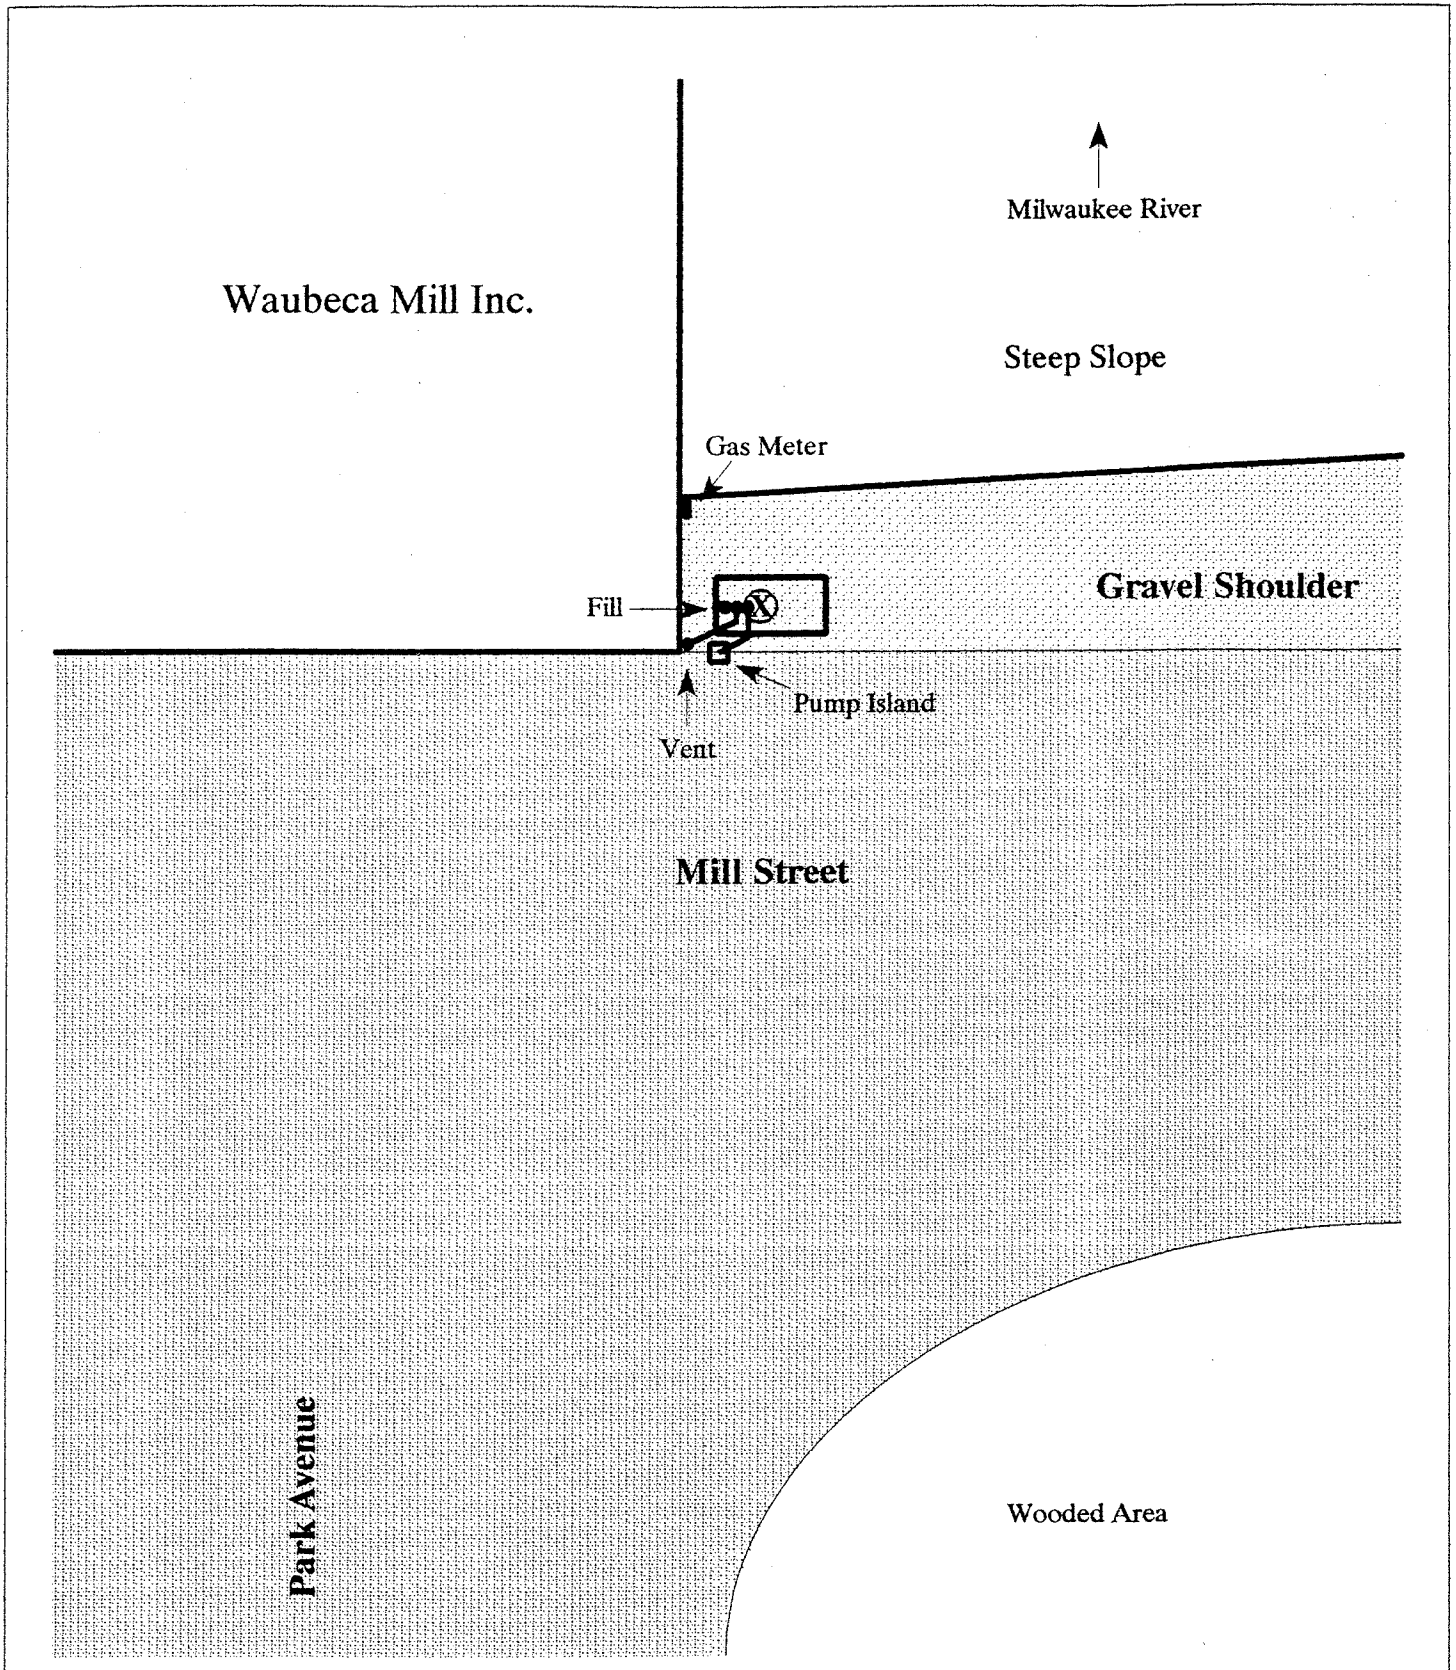 Milwaukee River
Waubeca Mill Inc.
Steep Slope
Gas Meter
Gravel Shoulder
Fill
X
Pump Island
Vent
Mill Street
Park Avenue
Wooded Area